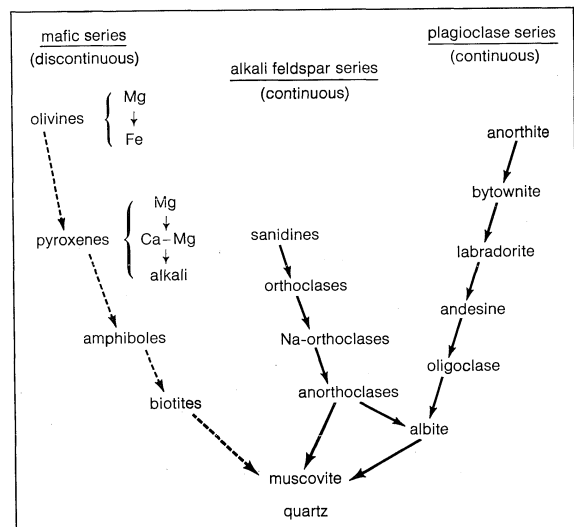 mafic series
(discontinuous)
olivines
Mg
Fe
pyroxenes
Mg
Ca-Mg
alkali
amphiboles
biotites
alkali feldspar series
(continuous)
sanidines
orthoclases
Na-orthoclases
anorthoclases
plagioclase series
(continuous)
anorthite
bytownite
labradorite
andesine
oligoclase
albite
muscovite
quartz